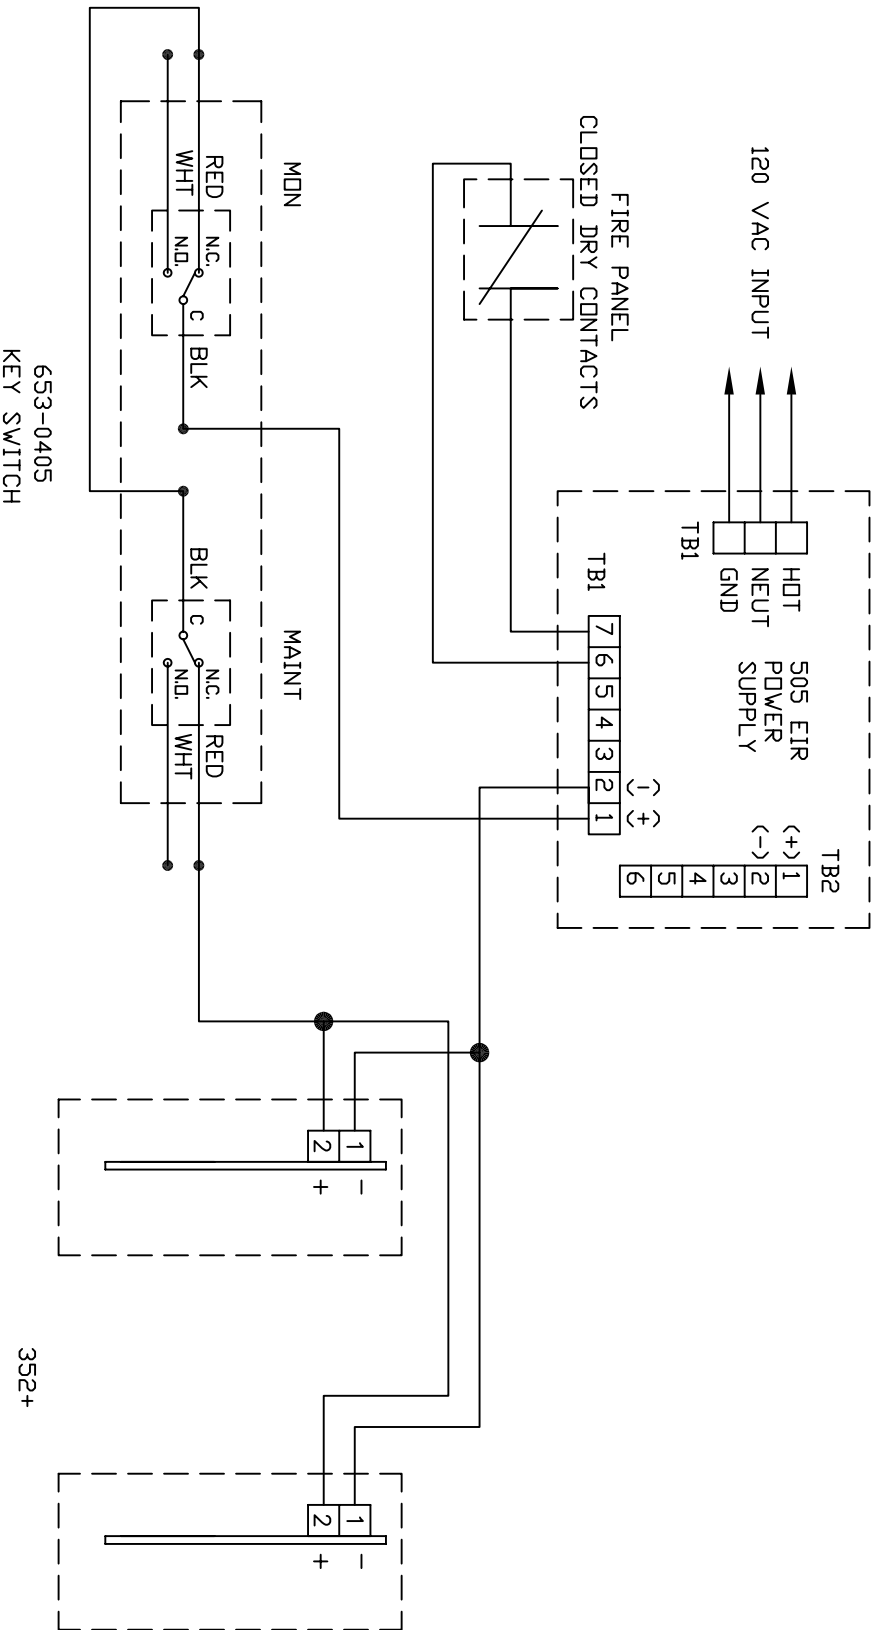 120 VAC INPUT
HOT
NEUT
GND
TB1
505 EIR
POWER
SUPPLY
TB2
(+)
(-)
1
2
3
4
5
6
FIRE PANEL
CLOSED DRY CONTACTS
TB1
7
6
5
4
3
2
1
(-)
(+)
MON
RED
WHT
N.C.
N.O.
C
BLK
MAINT
BLK
C
N.C.
N.O.
RED
WHT
653-0405
KEY SWITCH
1
2
-
+
352+
1
2
-
+